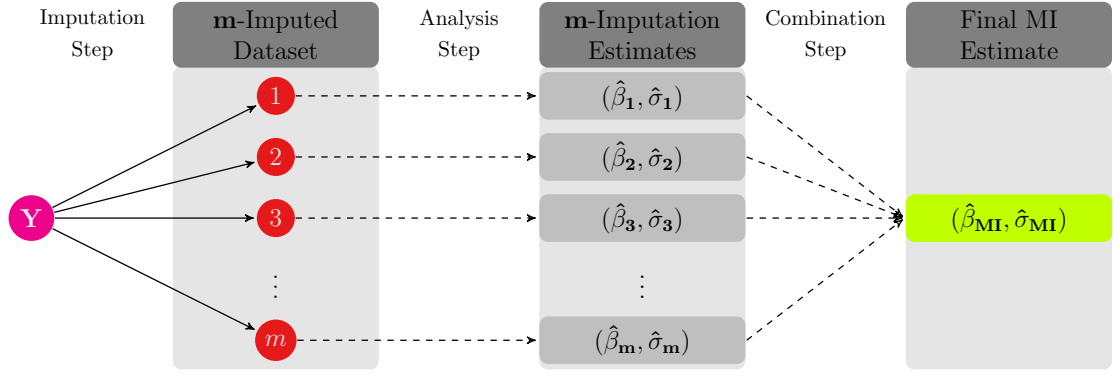 Imputation
Step
m-Imputed
Dataset
Analysis
Step
m-Imputation
Estimates
Combination
Step
Final MI
Estimate
Y
1
2
3
⋮
m
(β̂₁, σ̂₁)
(β̂₂, σ̂₂)
(β̂₃, σ̂₃)
⋮
(β̂ₘ, σ̂ₘ)
(β̂_MI, σ̂_MI)